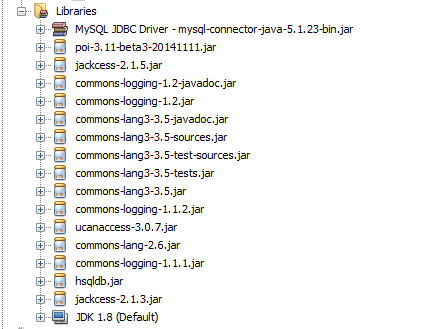 Libraries
MySQL JDBC Driver - mysql-connector-java-5.1.23-bin.jar
poi-3.11-beta3-20141111.jar
jackcess-2.1.5.jar
commons-logging-1.2-javadoc.jar
commons-logging-1.2.jar
commons-lang3-3.5-javadoc.jar
commons-lang3-3.5-sources.jar
commons-lang3-3.5-test-sources.jar
commons-lang3-3.5-tests.jar
commons-lang3-3.5.jar
commons-logging-1.1.2.jar
ucanaccess-3.0.7.jar
commons-lang-2.6.jar
commons-logging-1.1.1.jar
hsqldb.jar
jackcess-2.1.3.jar
JDK 1.8 (Default)